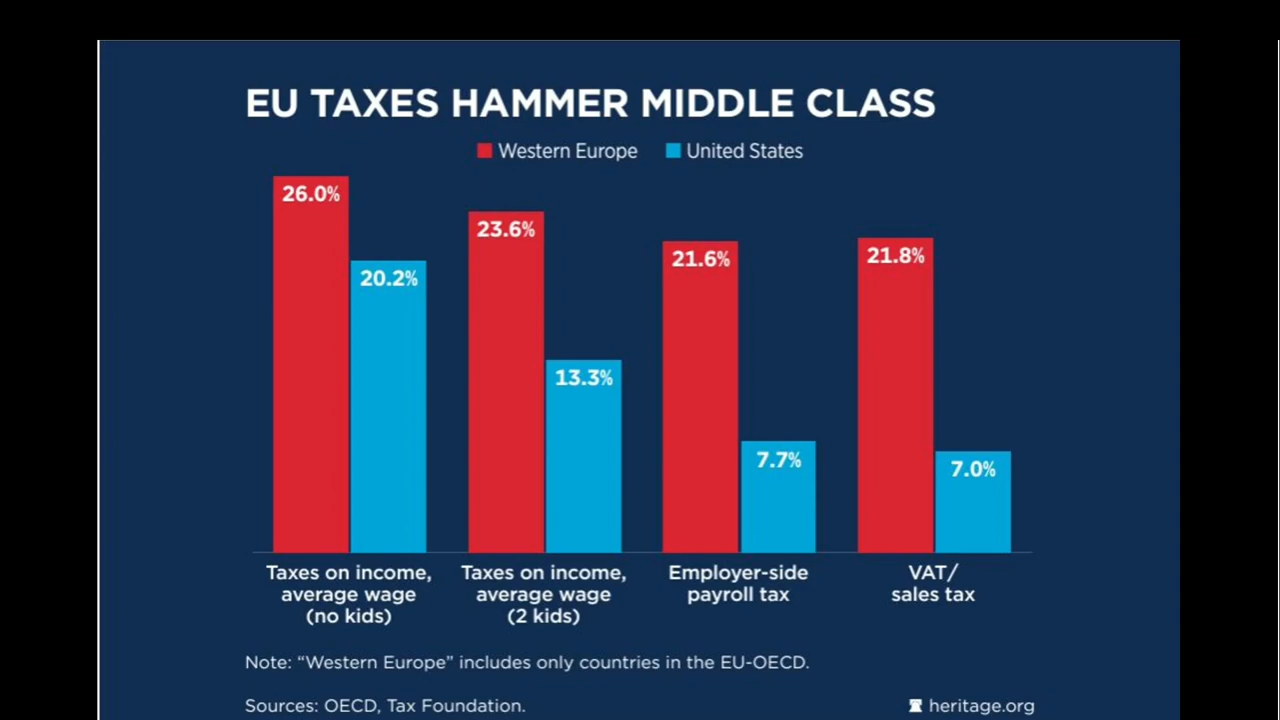 EU TAXES HAMMER MIDDLE CLASS
Western Europe United States
26.0%
20.2%
23.6%
13.3%
21.6%
7.7%
21.8%
7.0%
Taxes on income,
average wage
(no kids)
Taxes on income,
average wage
(2 kids)
Employer-side
payroll tax
VAT/
sales tax
Note: “Western Europe” includes only countries in the EU-OECD.
Sources: OECD, Tax Foundation.
heritage.org